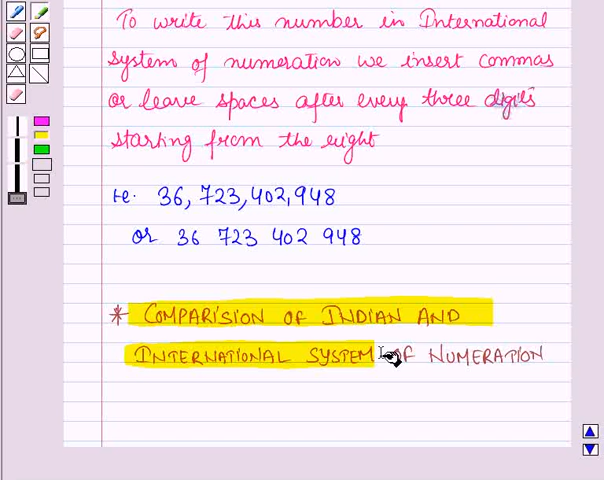 To write this number in International
system of numeration we insert commas
or leave spaces after every three digits
starting from the right
ie. 36,723,402,948
or 36 723 402 948
* COMPARISION OF INDIAN AND
INTERNATIONAL SYSTEM OF NUMERATION